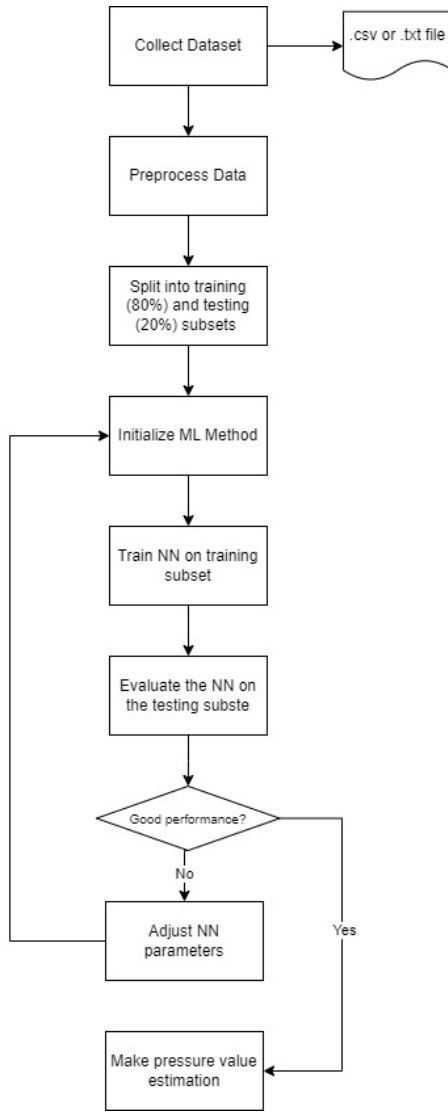 Collect Dataset
.csv or .txt file
Preprocess Data
Split into training
(80%) and testing
(20%) subsets
Initialize ML Method
Train NN on training
subset
Evaluate the NN on
the testing subste
Good performance?
No
Yes
Adjust NN
parameters
Make pressure value
estimation